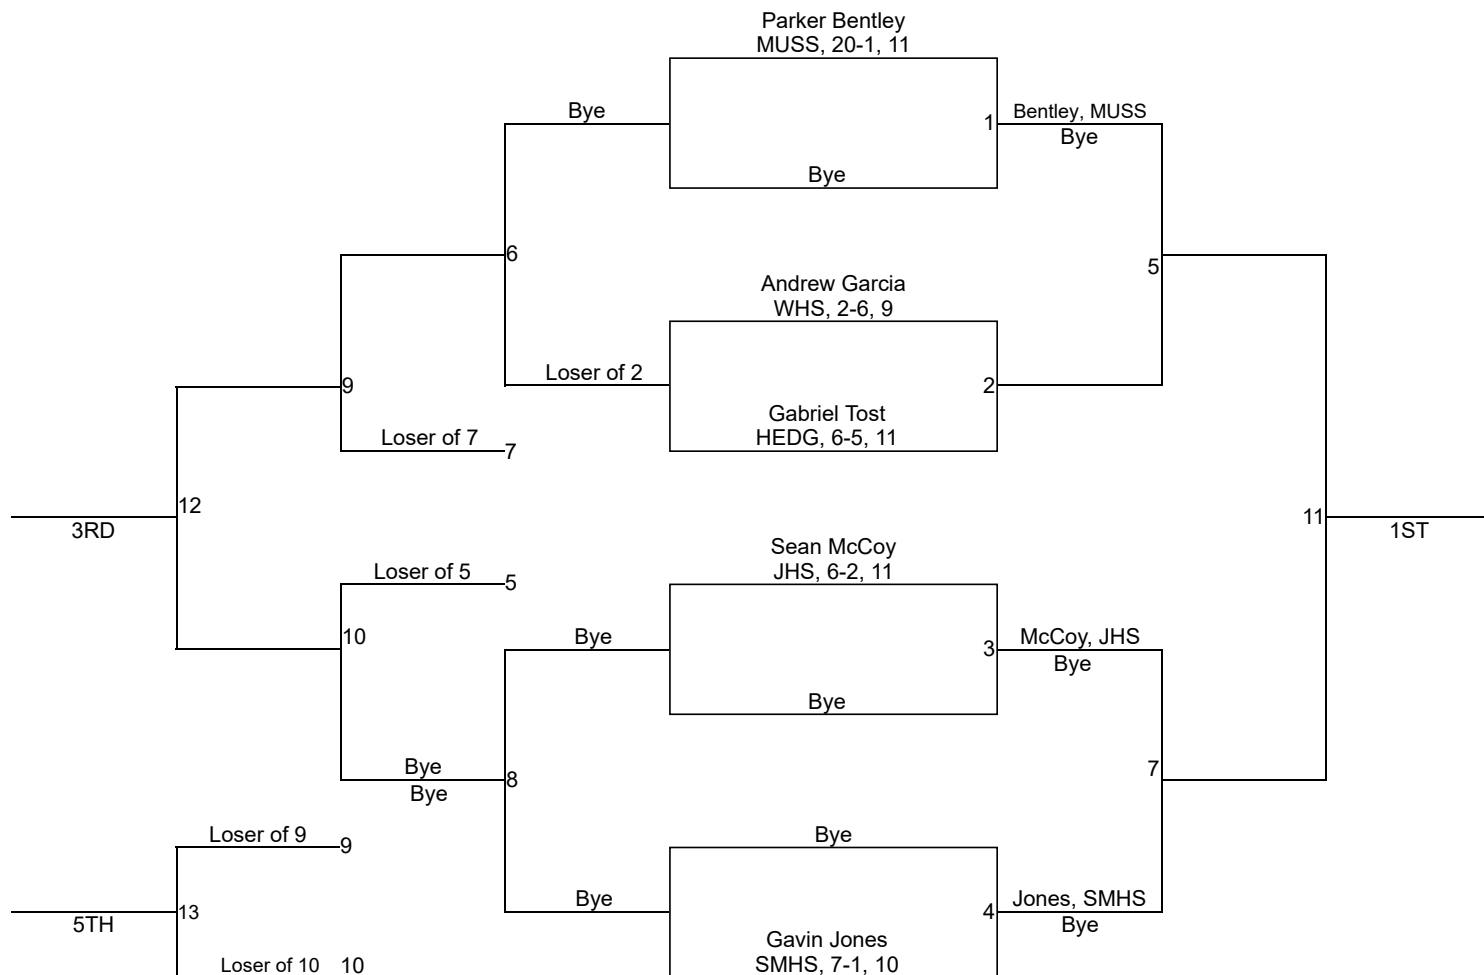 Parker Bentley
MUSS, 20-1, 11
Bye
1
Bentley, MUSS
Bye
Bye
6
5
Andrew Garcia
WHS, 2-6, 9
Loser of 2
9
2
Gabriel Tost
HEDG, 6-5, 11
Loser of 7
7
12
3RD
11
1ST
Sean McCoy
JHS, 6-2, 11
Loser of 5
5
10
Bye
3
McCoy, JHS
Bye
Bye
Bye
8
Bye
7
Loser of 9
9
Bye
5TH
13
Bye
4
Jones, SMHS
Bye
Gavin Jones
SMHS, 7-1, 10
Loser of 10
10